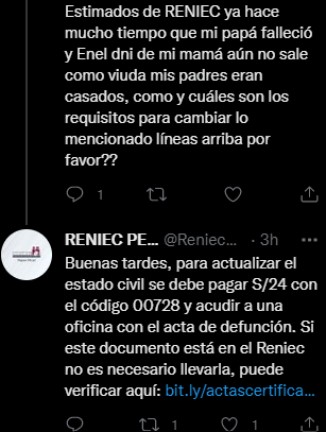 Estimados de RENIEC ya hace
mucho tiempo que mi papá falleció
y Enel dni de mi mamá aún no sale
como viuda mis padres eran
casados, como y cuáles son los
requisitos para cambiar lo
mencionado líneas arriba por
favor??
1
RENIEC PE... @Reniec... · 3h
Buenas tardes, para actualizar el
estado civil se debe pagar S/24 con
el código 00728 y acudir a una
oficina con el acta de defunción. Si
este documento está en el Reniec
no es necesario llevarla, puede
verificar aquí: bit.ly/actascertifica...
1 1